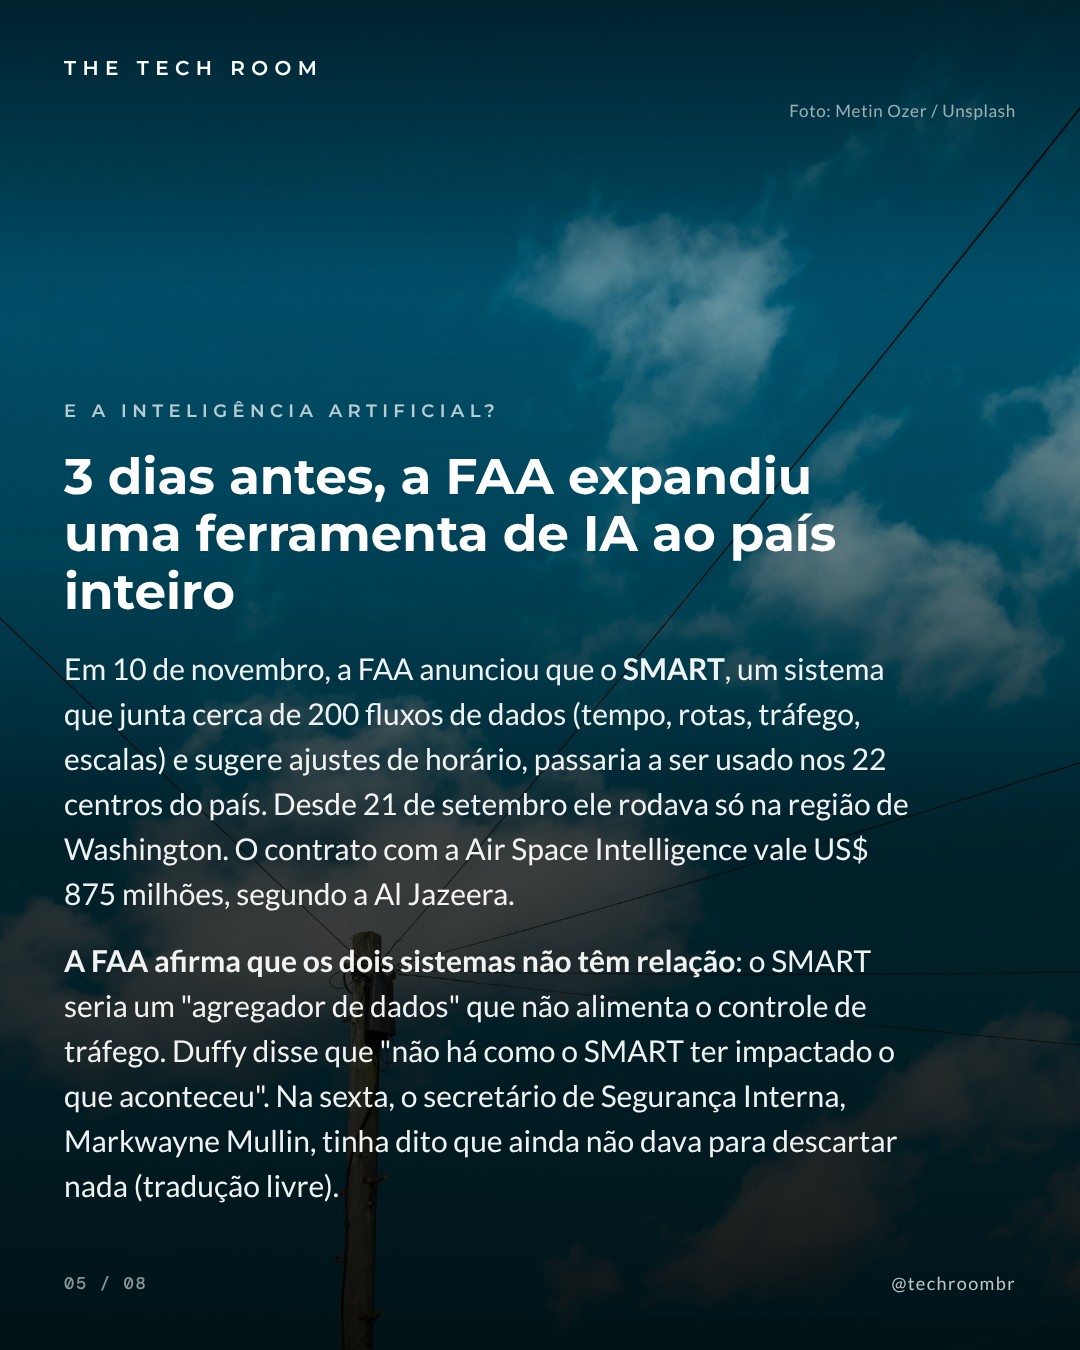 THE TECH ROOM
Foto: Metin Ozer / Unsplash
E A INTELIGÊNCIA ARTIFICIAL?
3 dias antes, a FAA expandiu
uma ferramenta de IA ao país
inteiro
Em 10 de novembro, a FAA anunciou que o SMART, um sistema
que junta cerca de 200 fluxos de dados (tempo, rotas, tráfego,
escalas) e sugere ajustes de horário, passaria a ser usado nos 22
centros do país. Desde 21 de setembro ele rodava só na região de
Washington. O contrato com a Air Space Intelligence vale US$
875 milhões, segundo a Al Jazeera.
A FAA afirma que os dois sistemas não têm relação: o SMART
seria um "agregador de dados" que não alimenta o controle de
tráfego. Duffy disse que "não há como o SMART ter impactado o
que aconteceu". Na sexta, o secretário de Segurança Interna,
Markwayne Mullin, tinha dito que ainda não dava para descartar
nada (tradução livre).
05 / 08
@techroombr